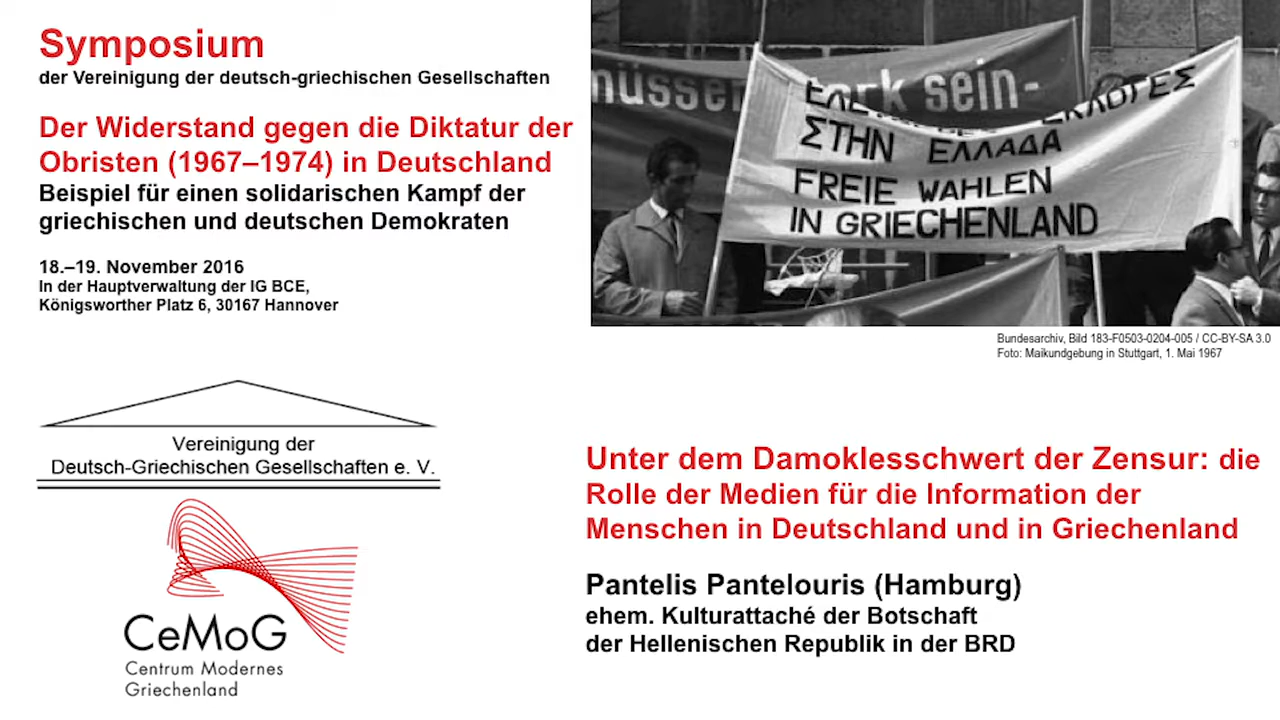 Symposium
der Vereinigung der deutsch-griechischen Gesellschaften
Der Widerstand gegen die Diktatur der
Obristen (1967–1974) in Deutschland
Beispiel für einen solidarischen Kampf der
griechischen und deutschen Demokraten
18.–19. November 2016
In der Hauptverwaltung der IG BCE,
Königsworther Platz 6, 30167 Hannover
sein-
ΣΤΗΝ ΕΛΛΑΔΑ
FREIE WAHLEN
IN GRIECHENLAND
Bundesarchiv, Bild 183-F0503-0204-005 / CC-BY-SA 3.0
Foto: Maikundgebung in Stuttgart, 1. Mai 1967
Vereinigung der
Deutsch-Griechischen Gesellschaften e. V.
CeMoG
Centrum Modernes
Griechenland
Unter dem Damoklesschwert der Zensur: die
Rolle der Medien für die Information der
Menschen in Deutschland und in Griechenland
Pantelis Pantelouris (Hamburg)
ehem. Kulturattaché der Botschaft
der Hellenischen Republik in der BRD